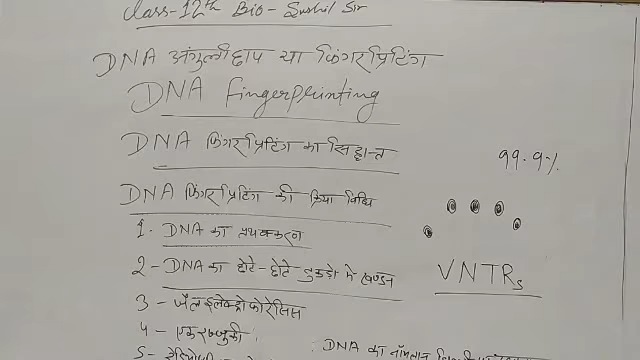 Class-12th Bio- Sushil Sir
DNA अंगुली छाप या फिंगरप्रिटिंग
DNA fingerprinting
DNA फिंगरप्रिटिंग का सिद्धान्त
99.9%
DNA फिंगरप्रिटिंग की क्रिया विधि
1- DNA का पृथक्करण
2- DNA का छोटे-छोटे टुकड़ो मे खण्डन
VNTRs
3- जेल इलेक्ट्रोफोरेसिस
4- एकरज्जुकी
DNA का
5-